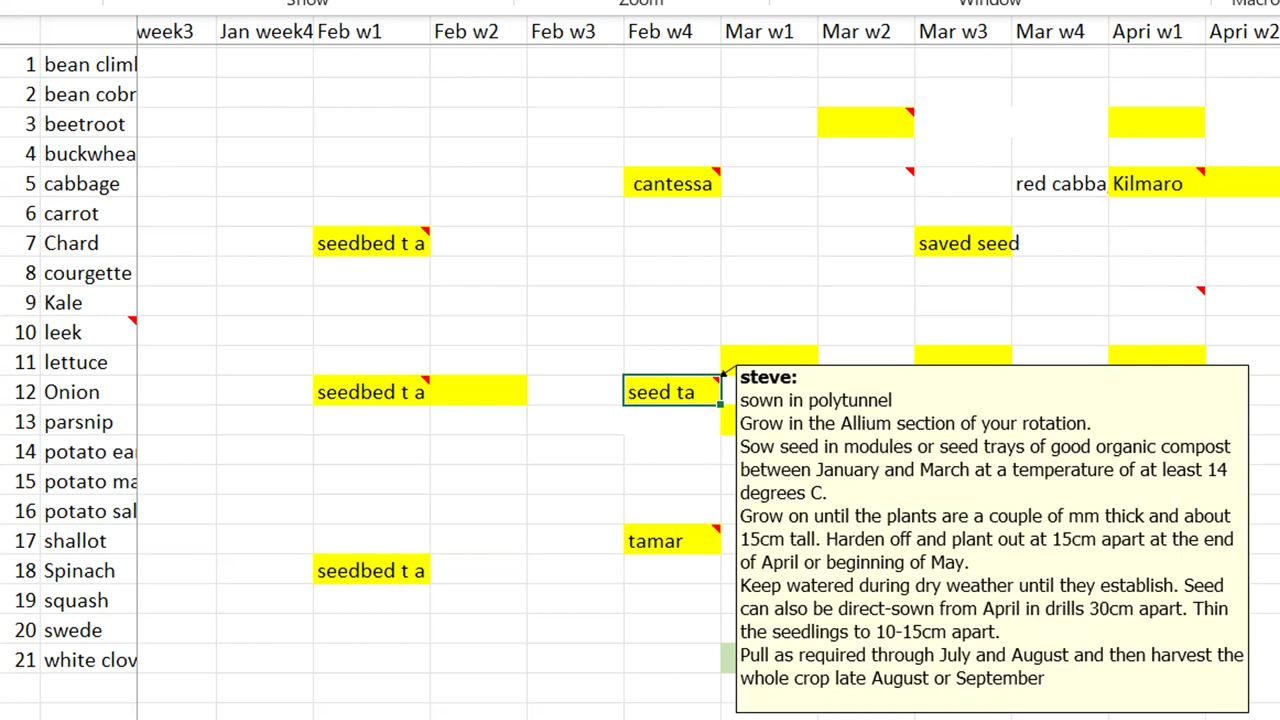 Show Zoom Window Macro
week3 Jan week4 Feb w1 Feb w2 Feb w3 Feb w4 Mar w1 Mar w2 Mar w3 Mar w4 Apri w1 Apri w2
1 bean climb
2 bean cobr
3 beetroot
4 buckwhea
5 cabbage cantessa red cabba Kilmaro
6 carrot
7 Chard seedbed t a saved seed
8 courgette
9 Kale
10 leek
11 lettuce
12 Onion seedbed t a seed ta
13 parsnip
14 potato ear
15 potato ma
16 potato sal
17 shallot tamar
18 Spinach seedbed t a
19 squash
20 swede
21 white clov
steve:
sown in polytunnel
Grow in the Allium section of your rotation.
Sow seed in modules or seed trays of good organic compost
between January and March at a temperature of at least 14
degrees C.
Grow on until the plants are a couple of mm thick and about
15cm tall. Harden off and plant out at 15cm apart at the end
of April or beginning of May.
Keep watered during dry weather until they establish. Seed
can also be direct-sown from April in drills 30cm apart. Thin
the seedlings to 10-15cm apart.
Pull as required through July and August and then harvest the
whole crop late August or September